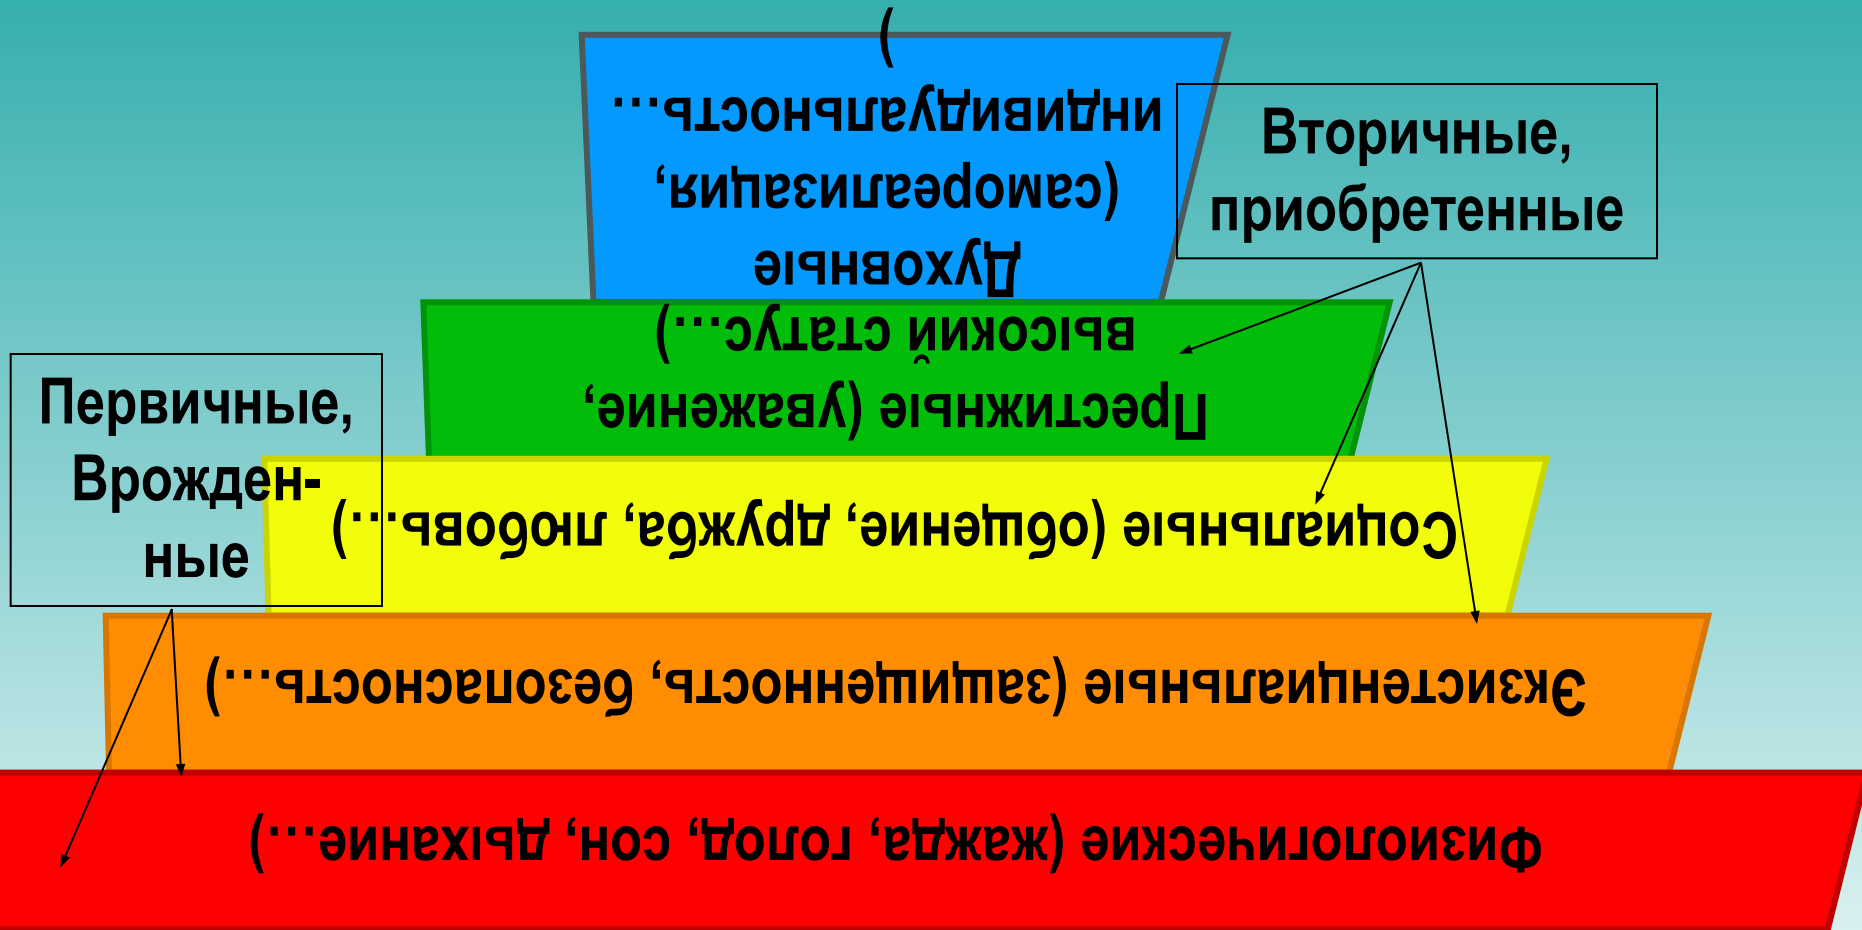 Духовные
(самореализация,
индивидуальность…
)
Вторичные,
приобретенные
Престижные (уважение,
высокий статус…)
Первичные,
Врожден-
ные
Социальные (общение, дружба, любовь…)
Экзистенциальные (защищенность, безопасность…)
Физиологические (жажда, голод, сон, дыхание…)